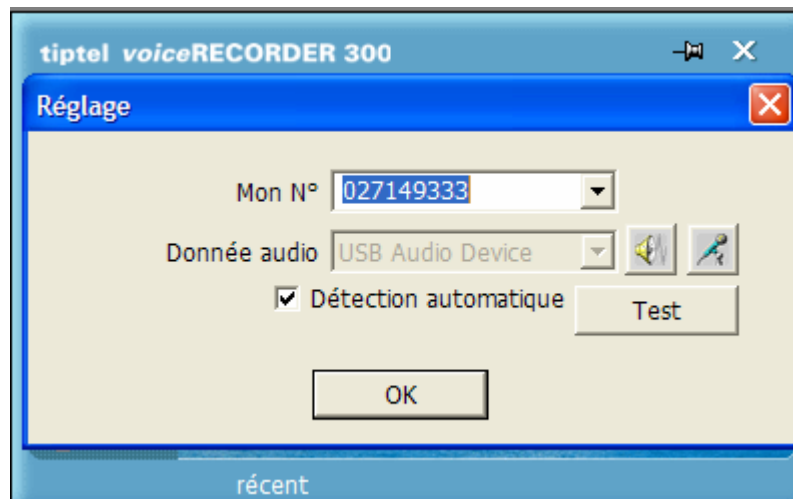 tiptel voiceRECORDER 300
Réglage
Mon N° 027149333
Donnée audio USB Audio Device
Détection automatique Test
OK
récent